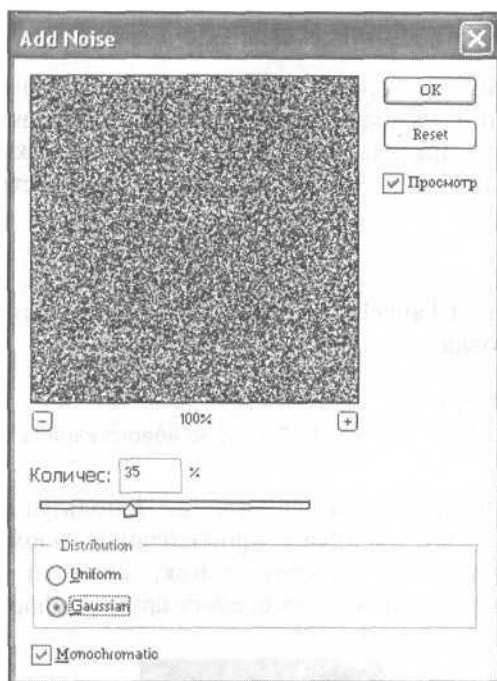 Add Noise
OK
Reset
Просмотр
100%
Количес: 35 %
Distribution
Uniform
Gaussian
Monochromatic